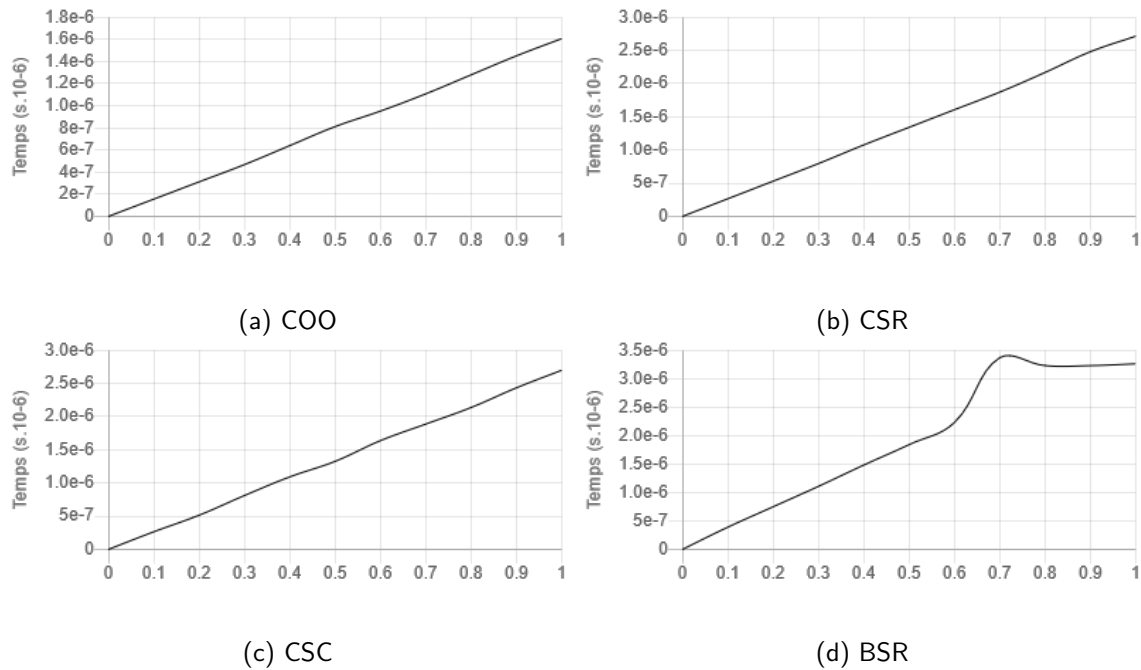 1.8e-6
1.6e-6
1.4e-6
1.2e-6
1.0e-6
8e-7
6e-7
4e-7
2e-7
0
Temps (s.10-6)
0 0.1 0.2 0.3 0.4 0.5 0.6 0.7 0.8 0.9 1
(a) COO
3.0e-6
2.5e-6
2.0e-6
1.5e-6
1.0e-6
5e-7
0
Temps (s.10-6)
0 0.1 0.2 0.3 0.4 0.5 0.6 0.7 0.8 0.9 1
(b) CSR
3.0e-6
2.5e-6
2.0e-6
1.5e-6
1.0e-6
5e-7
0
Temps (s.10-6)
0 0.1 0.2 0.3 0.4 0.5 0.6 0.7 0.8 0.9 1
(c) CSC
3.5e-6
3.0e-6
2.5e-6
2.0e-6
1.5e-6
1.0e-6
5e-7
0
Temps (s.10-6)
0 0.1 0.2 0.3 0.4 0.5 0.6 0.7 0.8 0.9 1
(d) BSR